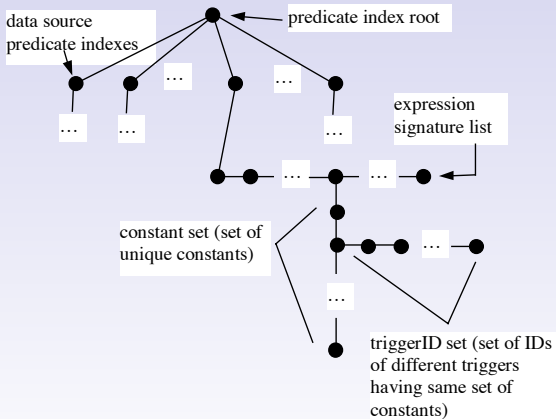 data source
predicate indexes
predicate index root
...
...
...
...
...
expression
signature list
...
...
constant set (set of
unique constants)
...
...
triggerID set (set of IDs
of different triggers
having same set of
constants)